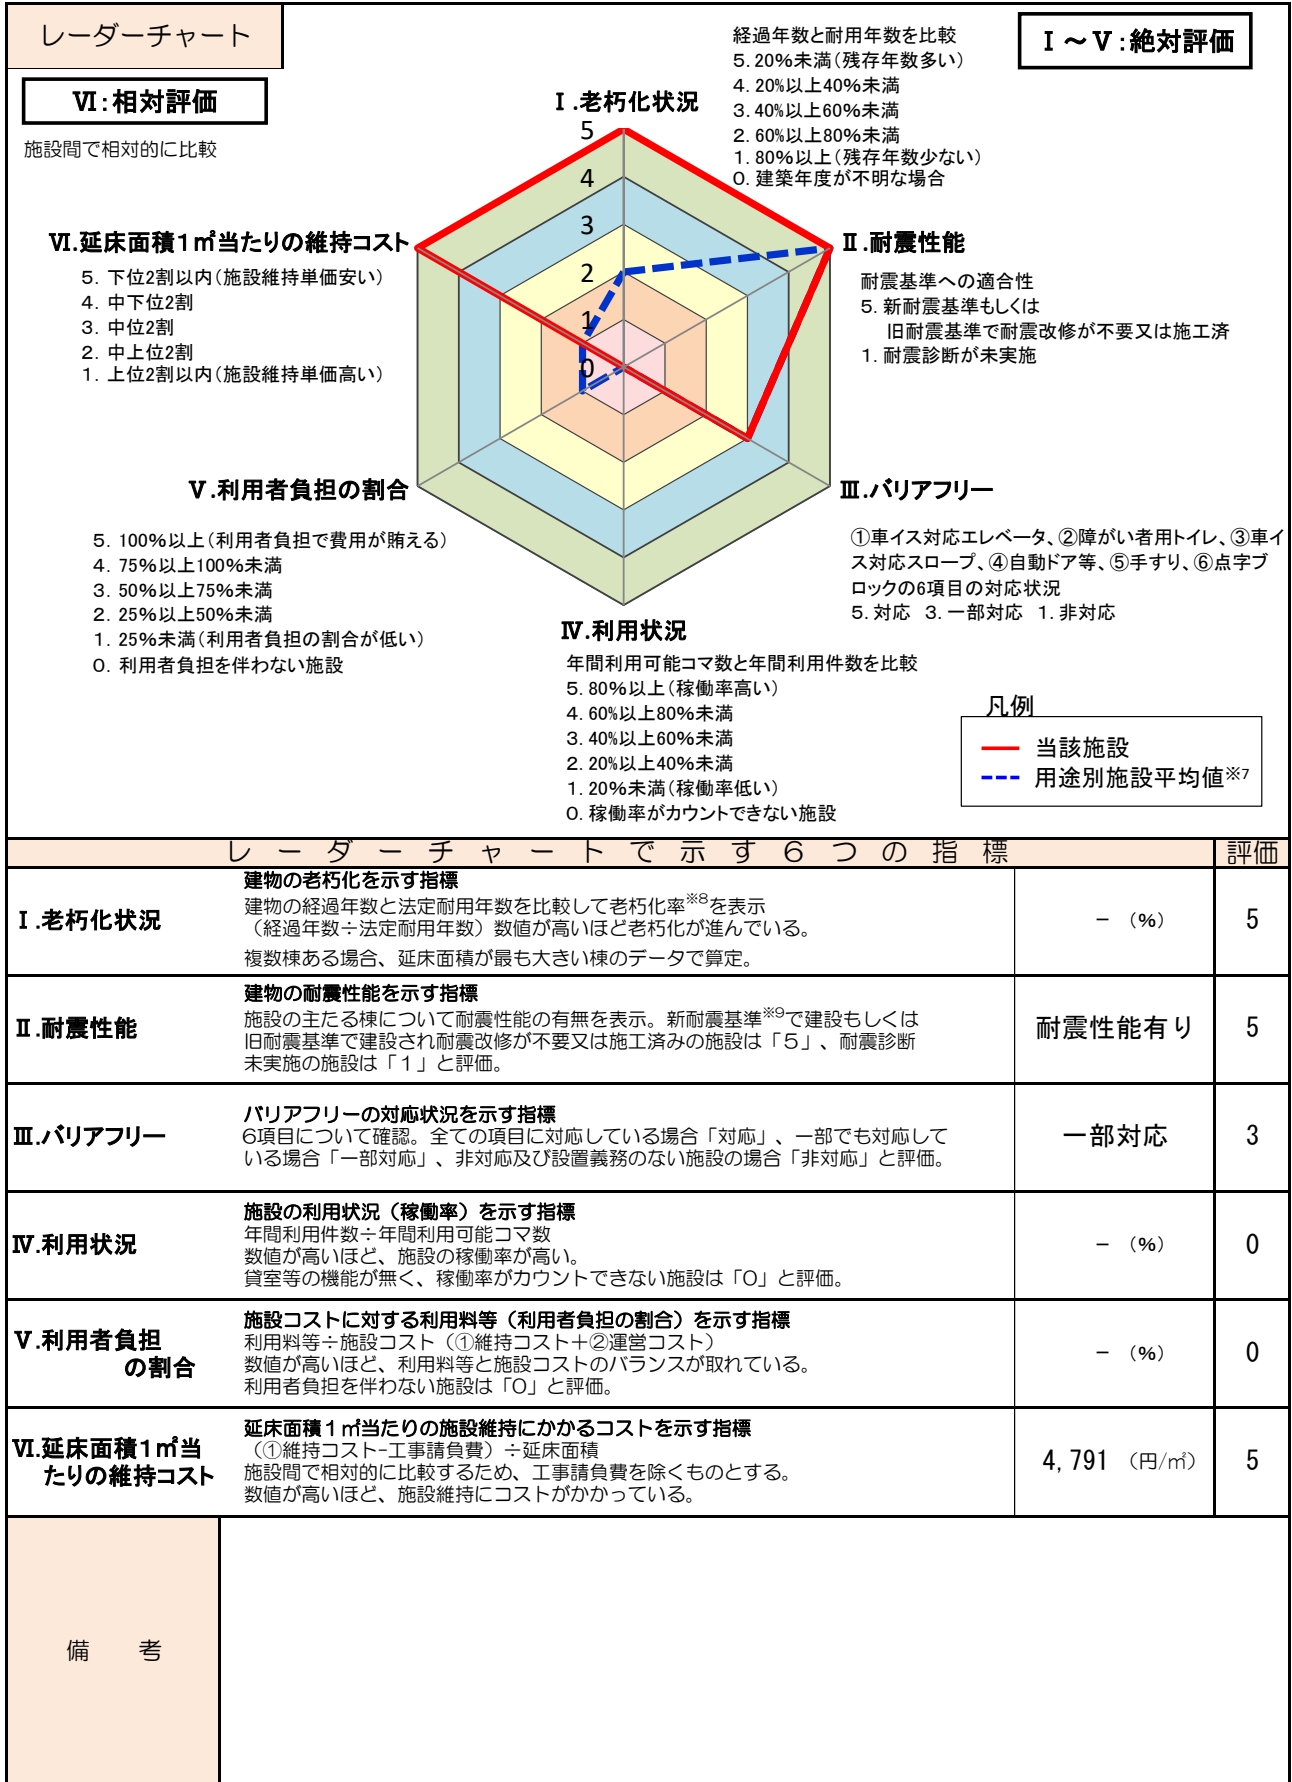 レーダーチャート
Ⅰ～Ⅴ：絶対評価
Ⅵ：相対評価
施設間で相対的に比較
経過年数と耐用年数を比較
5. 20%未満（残存年数多い）
4. 20%以上40%未満
3. 40%以上60%未満
2. 60%以上80%未満
1. 80%以上（残存年数少ない）
0. 建築年度が不明な場合
Ⅰ.老朽化状況
5
4
3
2
1
0
Ⅵ.延床面積1㎡当たりの維持コスト
5. 下位2割以内（施設維持単価安い）
4. 中下位2割
3. 中位2割
2. 中上位2割
1. 上位2割以内（施設維持単価高い）
Ⅱ.耐震性能
耐震基準への適合性
5. 新耐震基準もしくは
旧耐震基準で耐震改修が不要又は施工済
1. 耐震診断が未実施
Ⅴ.利用者負担の割合
5. 100%以上（利用者負担で費用が賄える）
4. 75%以上100%未満
3. 50%以上75%未満
2. 25%以上50%未満
1. 25%未満（利用者負担の割合が低い）
0. 利用者負担を伴わない施設
Ⅲ.バリアフリー
①車イス対応エレベータ、②障がい者用トイレ、③車イ
ス対応スロープ、④自動ドア等、⑤手すり、⑥点字ブ
ロックの6項目の対応状況
5. 対応 3. 一部対応 1. 非対応
Ⅳ.利用状況
年間利用可能コマ数と年間利用件数を比較
5. 80%以上（稼働率高い）
4. 60%以上80%未満
3. 40%以上60%未満
2. 20%以上40%未満
1. 20%未満（稼働率低い）
0. 稼働率がカウントできない施設
凡例
当該施設
用途別施設平均値※7
レーダーチャートで示す６つの指標 評価
Ⅰ.老朽化状況
建物の老朽化を示す指標
建物の経過年数と法定耐用年数を比較して老朽化率※8を表示
（経過年数÷法定耐用年数）数値が高いほど老朽化が進んでいる。
複数棟ある場合、延床面積が最も大きい棟のデータで算定。
－ （%） 5
Ⅱ.耐震性能
建物の耐震性能を示す指標
施設の主たる棟について耐震性能の有無を表示。新耐震基準※9で建設もしくは
旧耐震基準で建設され耐震改修が不要又は施工済みの施設は「５」、耐震診断
未実施の施設は「１」と評価。
耐震性能有り 5
Ⅲ.バリアフリー
バリアフリーの対応状況を示す指標
6項目について確認。全ての項目に対応している場合「対応」、一部でも対応して
いる場合「一部対応」、非対応及び設置義務のない施設の場合「非対応」と評価。
一部対応 3
Ⅳ.利用状況
施設の利用状況（稼働率）を示す指標
年間利用件数÷年間利用可能コマ数
数値が高いほど、施設の稼働率が高い。
貸室等の機能が無く、稼働率がカウントできない施設は「0」と評価。
－ （%） 0
Ⅴ.利用者負担
の割合
施設コストに対する利用料等（利用者負担の割合）を示す指標
利用料等÷施設コスト（①維持コスト＋②運営コスト）
数値が高いほど、利用料等と施設コストのバランスが取れている。
利用者負担を伴わない施設は「0」と評価。
－ （%） 0
Ⅵ.延床面積1㎡当
たりの維持コスト
延床面積１㎡当たりの施設維持にかかるコストを示す指標
（①維持コスト-工事請負費）÷延床面積
施設間で相対的に比較するため、工事請負費を除くものとする。
数値が高いほど、施設維持にコストがかかっている。
4,791 （円/㎡） 5
備 考